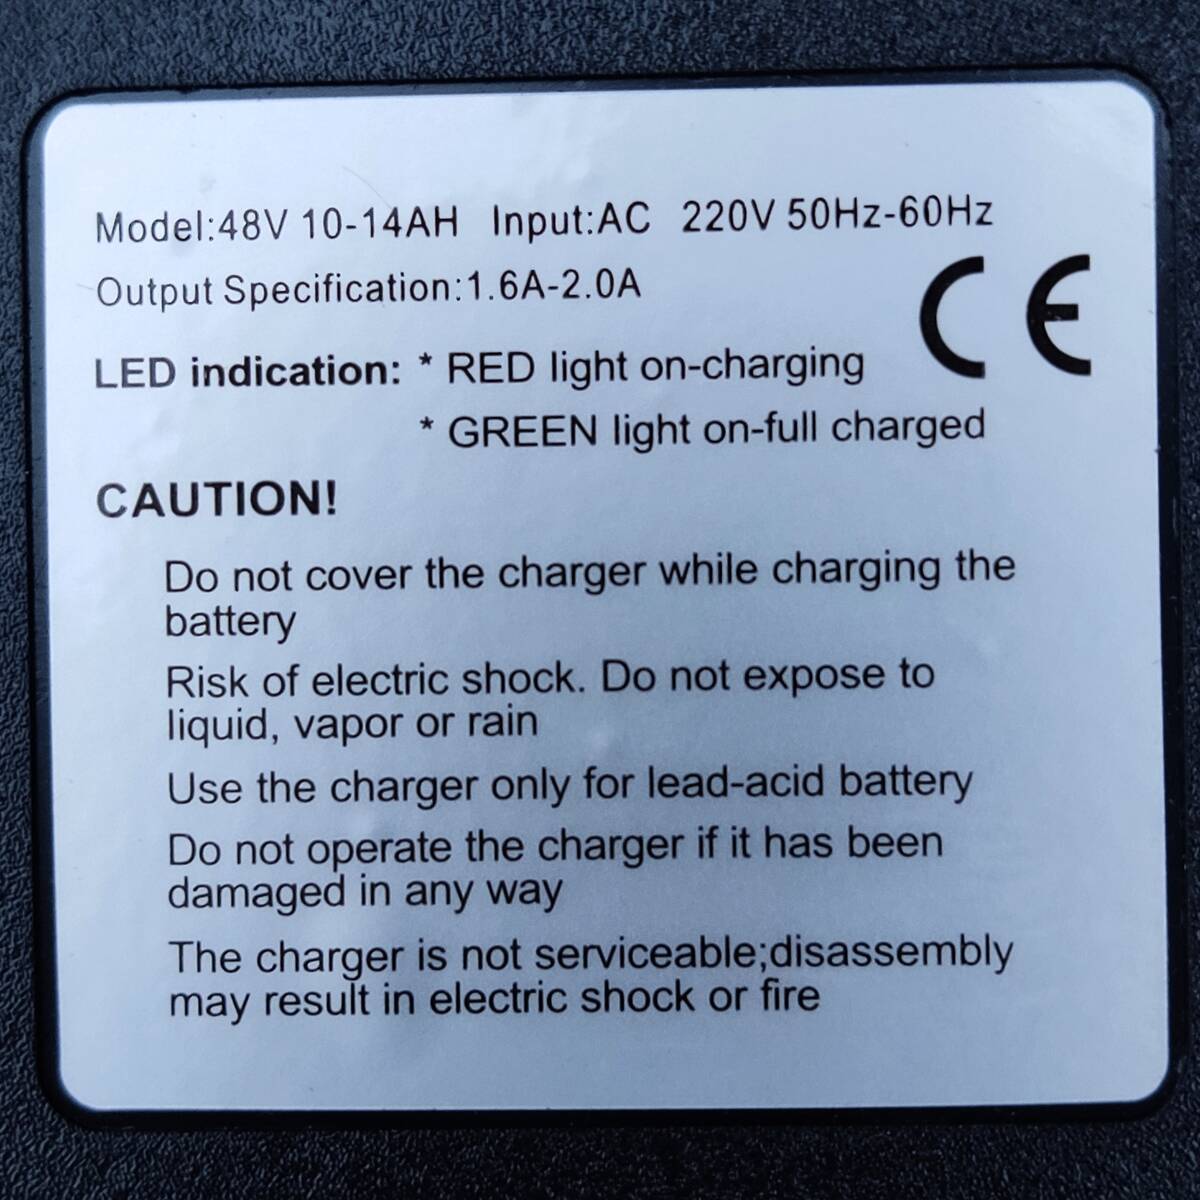 Model:48V 10-14AH Input:AC 220V 50Hz-60Hz
Output Specification:1.6A-2.0A
CE
LED indication: * RED light on-charging
* GREEN light on-full charged
CAUTION!
Do not cover the charger while charging the
battery
Risk of electric shock. Do not expose to
liquid, vapor or rain
Use the charger only for lead-acid battery
Do not operate the charger if it has been
damaged in any way
The charger is not serviceable;disassembly
may result in electric shock or fire